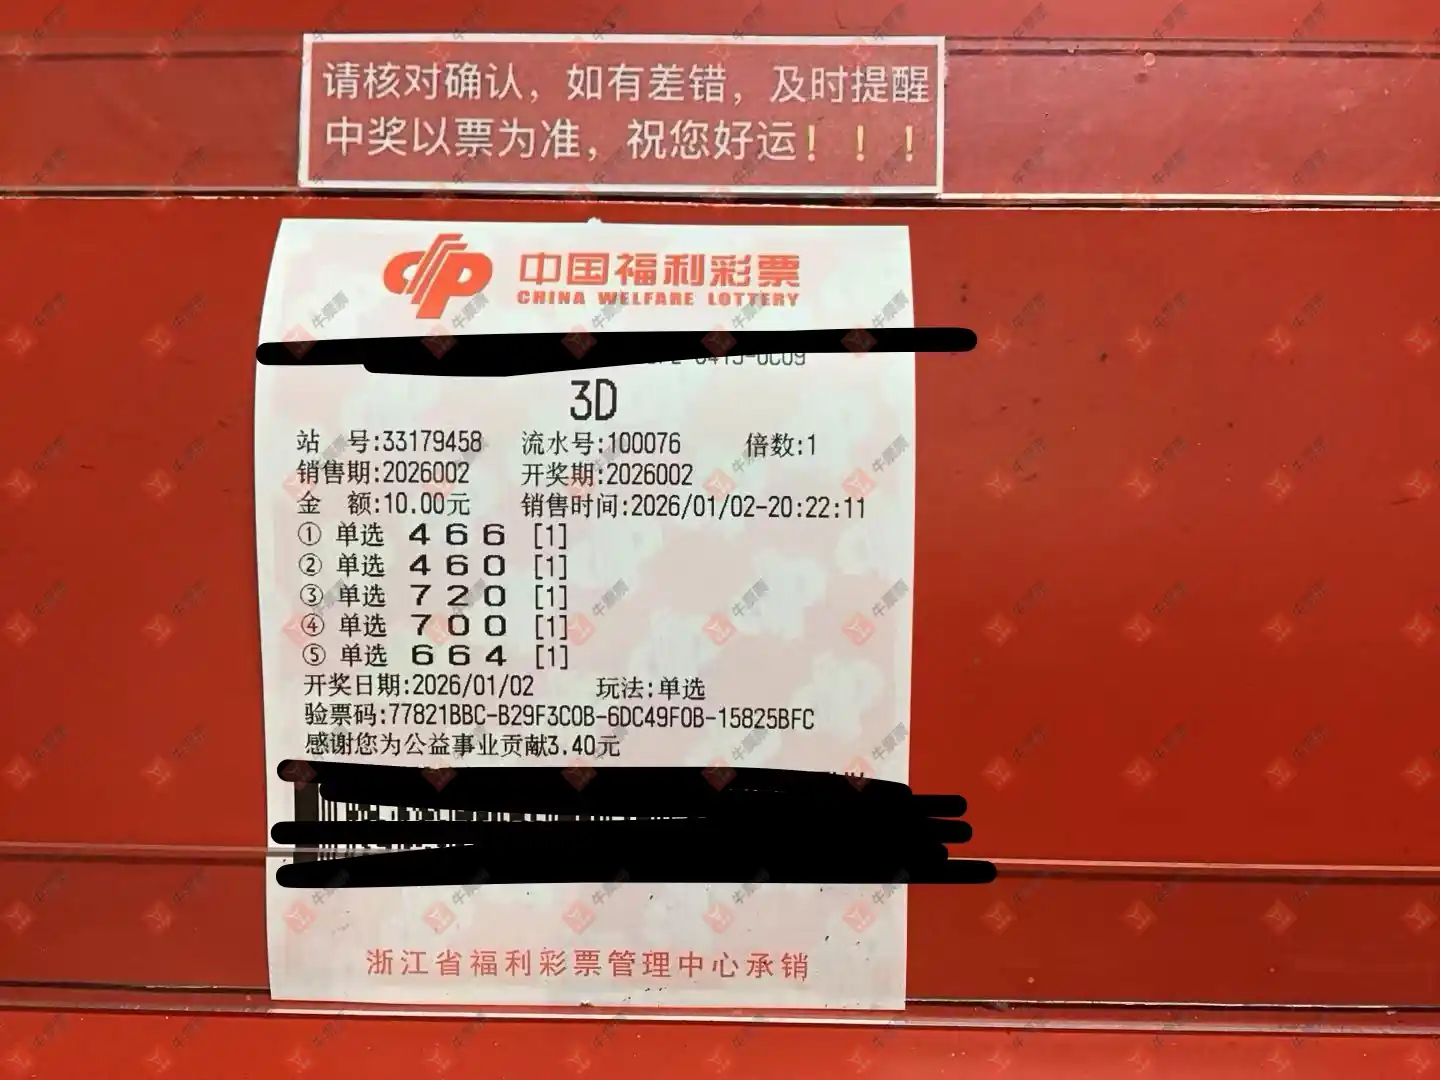 请核对确认，如有差错，及时提醒
中奖以票为准，祝您好运！！！
中国福利彩票
CHINA WELFARE LOTTERY
3D
站 号:33179458 流水号:100076 倍数:1
销售期:2026002 开奖期:2026002
金 额:10.00元 销售时间:2026/01/02-20:22:11
① 单选 4 6 6 [1]
② 单选 4 6 0 [1]
③ 单选 7 2 0 [1]
④ 单选 7 0 0 [1]
⑤ 单选 6 6 4 [1]
开奖日期:2026/01/02 玩法:单选
验票码:77821BBC-B29F3C0B-6DC49F0B-15825BFC
感谢您为公益事业贡献3.40元
浙江省福利彩票管理中心承销